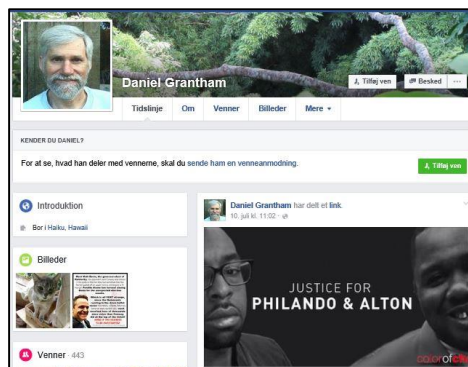 Daniel Grantham
Tilføj ven
Besked
Tidslinje Om Venner Billeder Mere
KENDER DU DANIEL?
For at se, hvad han deler med vennerne, skal du sende ham en venneanmodning.
Tilføj ven
Introduktion
Bor i Haiku, Hawaii
Billeder
Venner · 443
Daniel Grantham har delt et link.
10. juli kl. 11:02
JUSTICE FOR
PHILANDO & ALTON